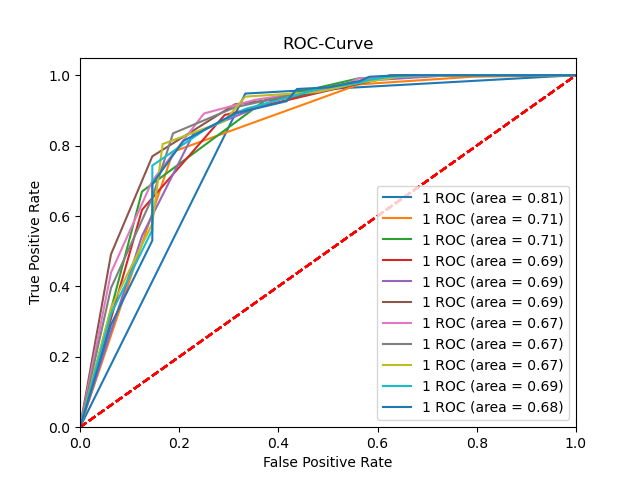 ROC-Curve
True Positive Rate
1.0
0.8
0.6
0.4
0.2
0.0
1 ROC (area = 0.81)
1 ROC (area = 0.71)
1 ROC (area = 0.71)
1 ROC (area = 0.69)
1 ROC (area = 0.69)
1 ROC (area = 0.69)
1 ROC (area = 0.67)
1 ROC (area = 0.67)
1 ROC (area = 0.67)
1 ROC (area = 0.69)
1 ROC (area = 0.68)
0.0 0.2 0.4 0.6 0.8 1.0
False Positive Rate